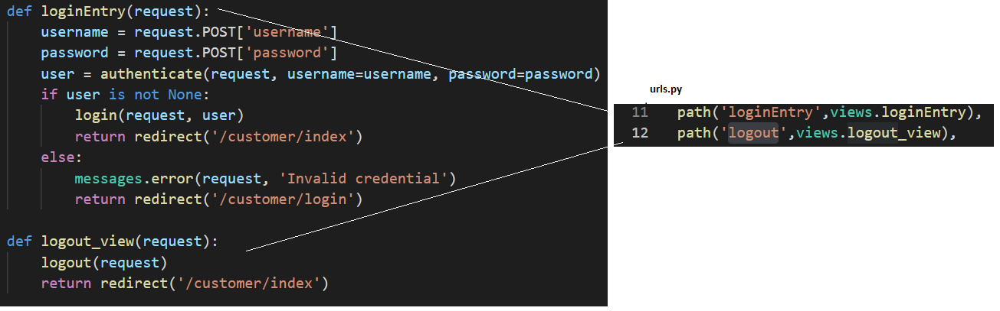 def loginEntry(request):
    username = request.POST['username']
    password = request.POST['password']
    user = authenticate(request, username=username, password=password)
    if user is not None:
        login(request, user)
        return redirect('/customer/index')
    else:
        messages.error(request, 'Invalid credential')
        return redirect('/customer/login')
def logout_view(request):
    logout(request)
    return redirect('/customer/index')
urls.py
11 path('loginEntry',views.loginEntry),
12 path('logout',views.logout_view),